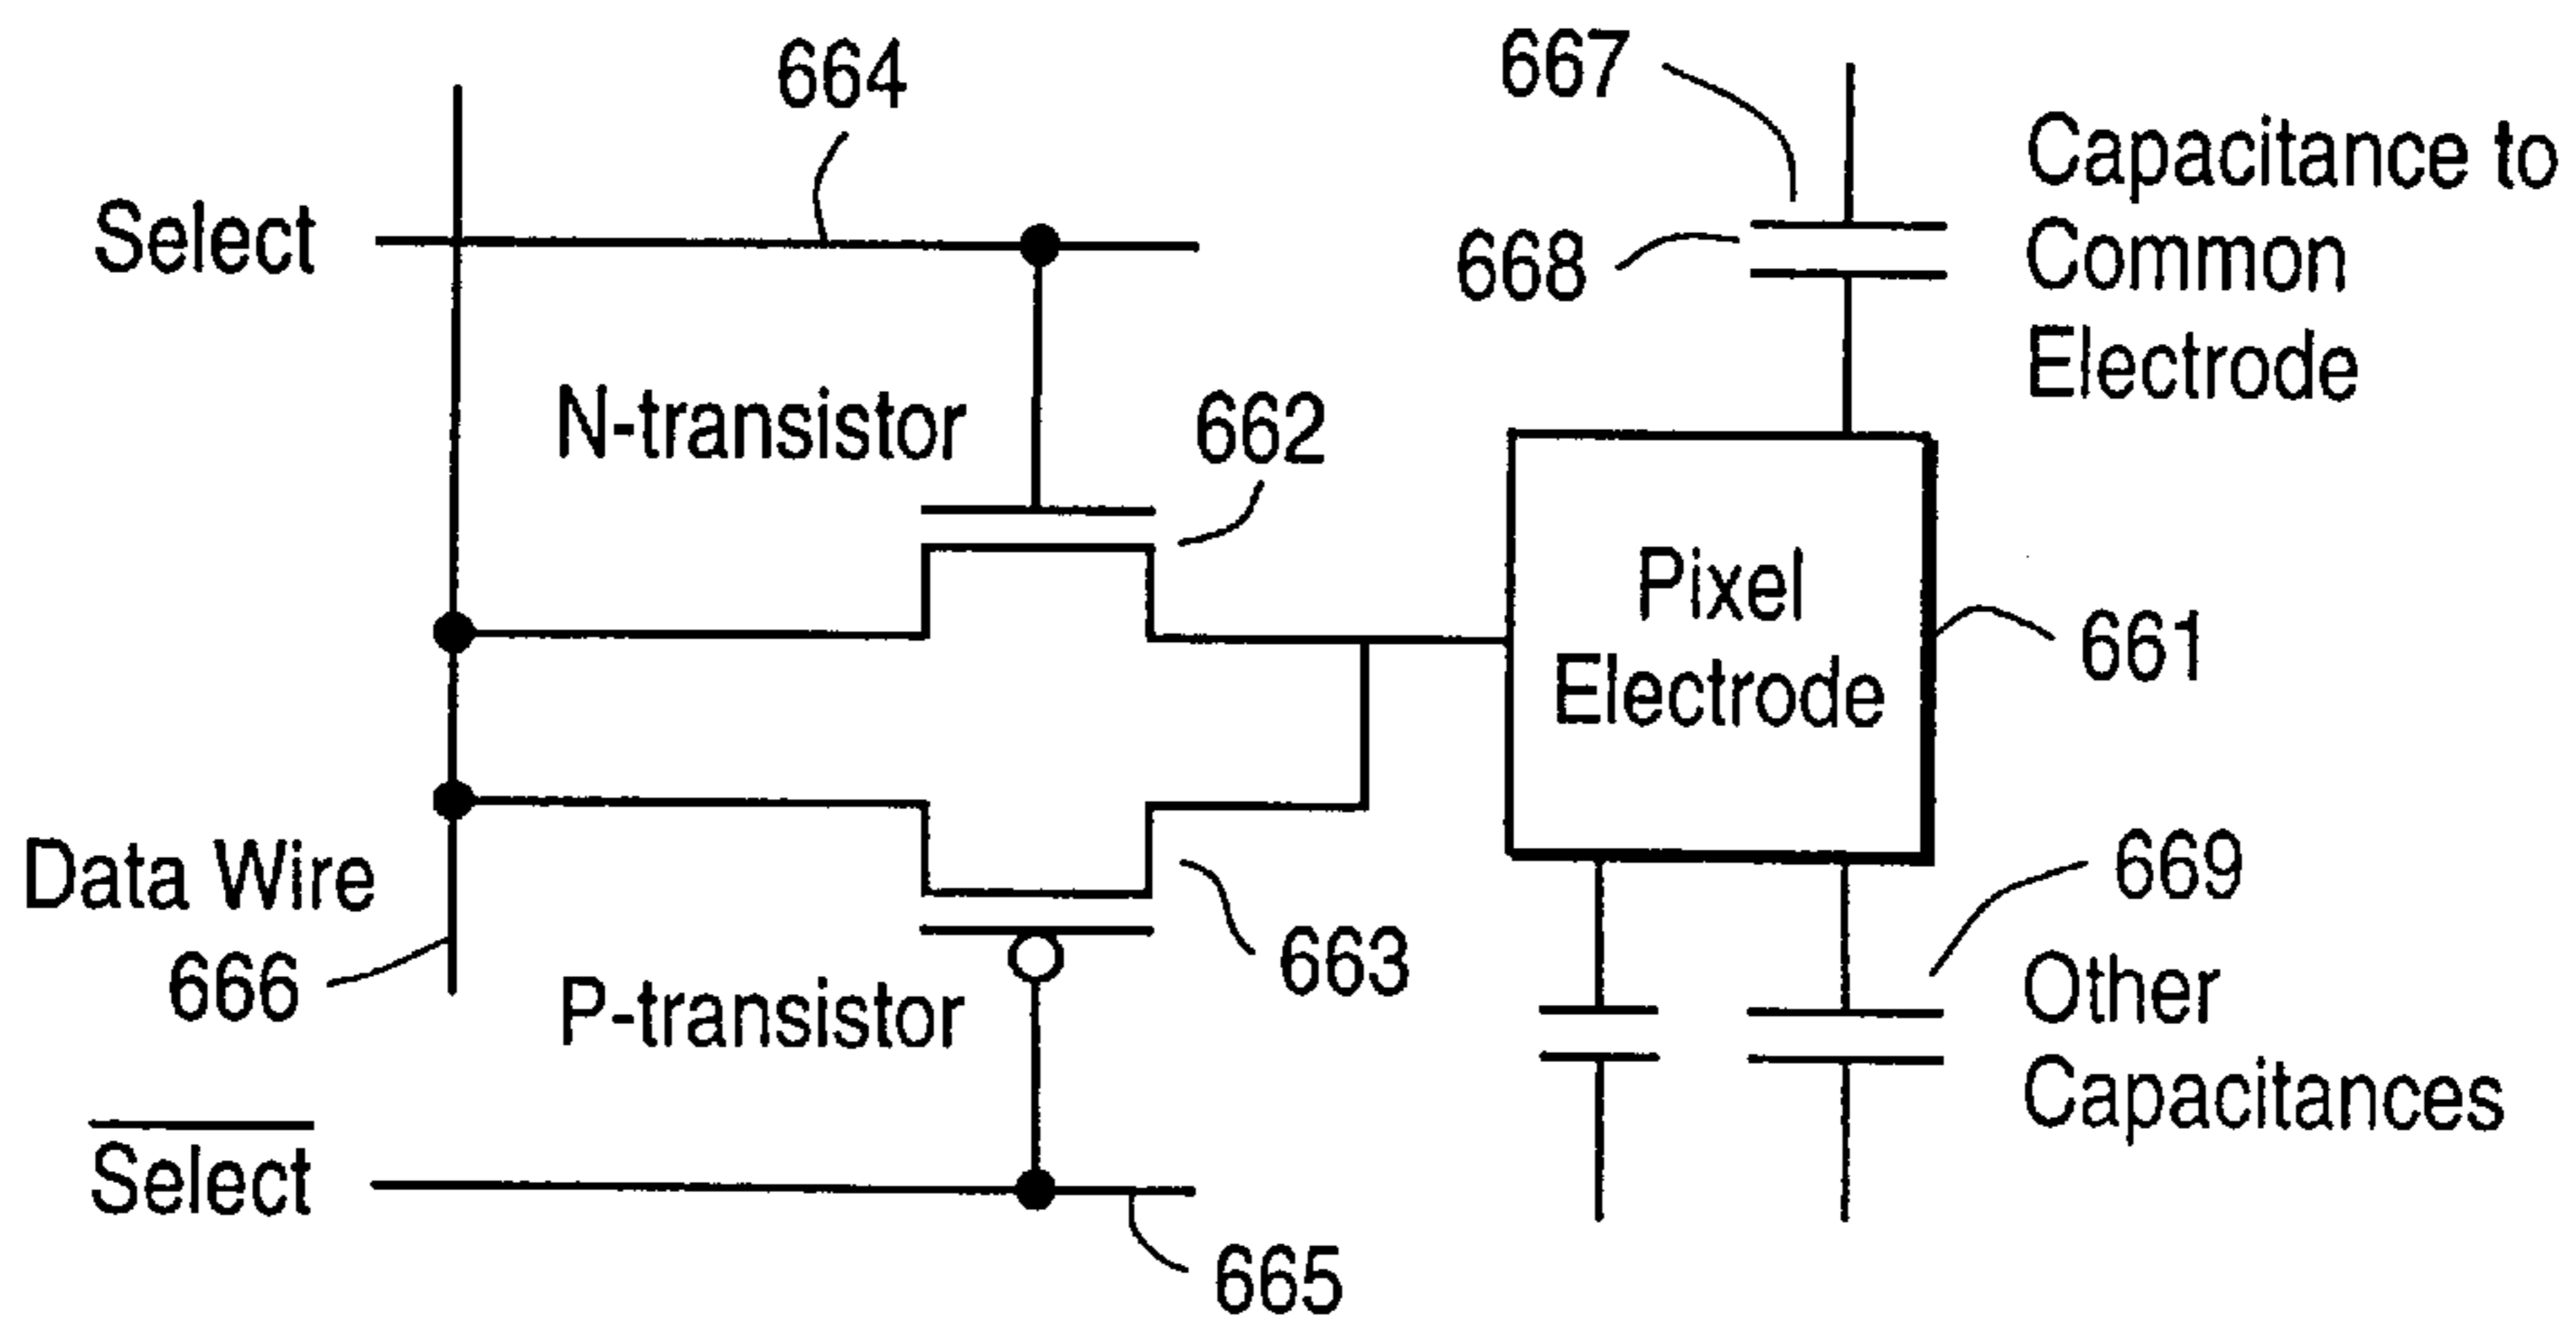 664
667
Capacitance to
Common
Electrode
Select
668
N-transistor
662
Pixel
Electrode
661
Data Wire
666
P-transistor
663
669
Other
Capacitances
Select
665